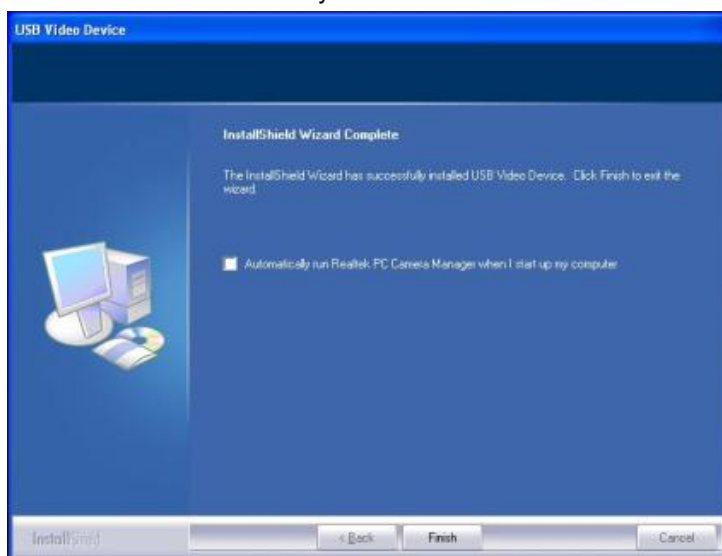 USB Video Device
InstallShield Wizard Complete
The InstallShield Wizard has successfully installed USB Video Device. Click Finish to exit the
wizard.
Automatically run Realtek PC Camera Manager when I start up my computer
InstallShield
< Back
Finish
Cancel